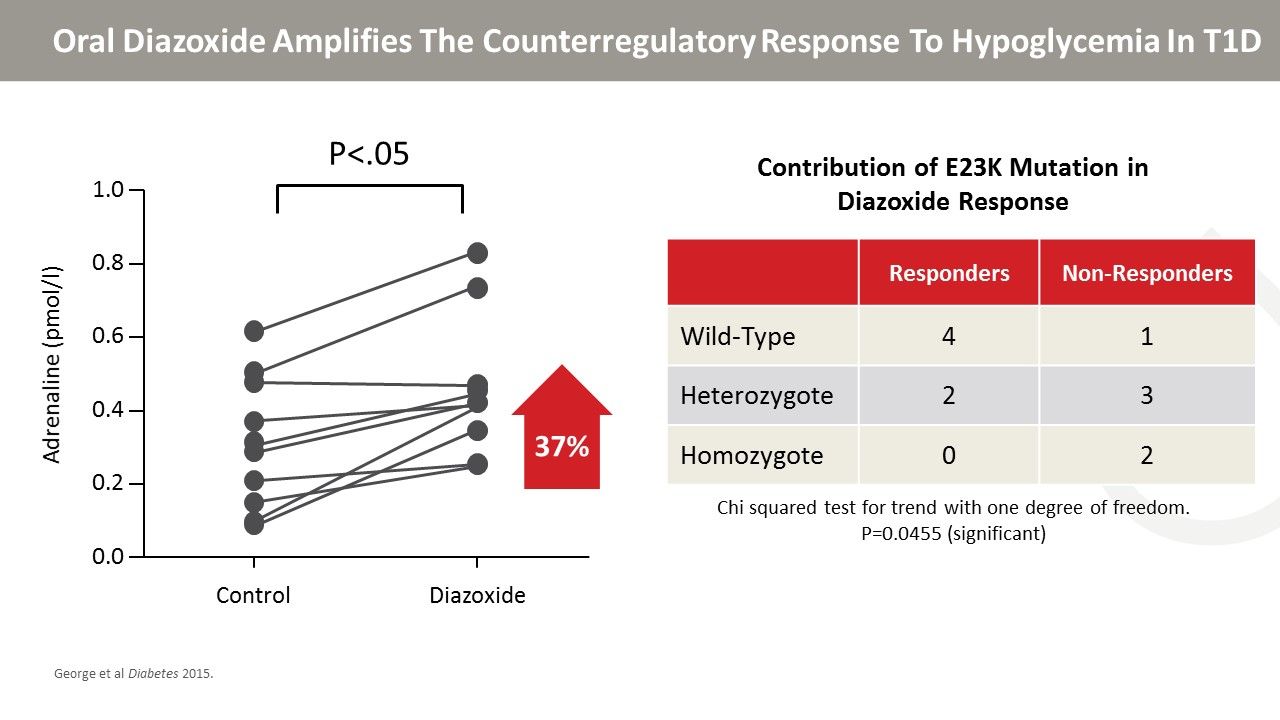 Oral Diazoxide Amplifies The Counterregulatory Response To Hypoglycemia In T1D
P<.05
1.0
0.8
0.6
0.4
0.2
0.0
Adrenaline (pmol/l)
Control
Diazoxide
37%
Contribution of E23K Mutation in
Diazoxide Response
Responders Non-Responders
Wild-Type 4 1
Heterozygote 2 3
Homozygote 0 2
Chi squared test for trend with one degree of freedom.
P=0.0455 (significant)
George et al Diabetes 2015.